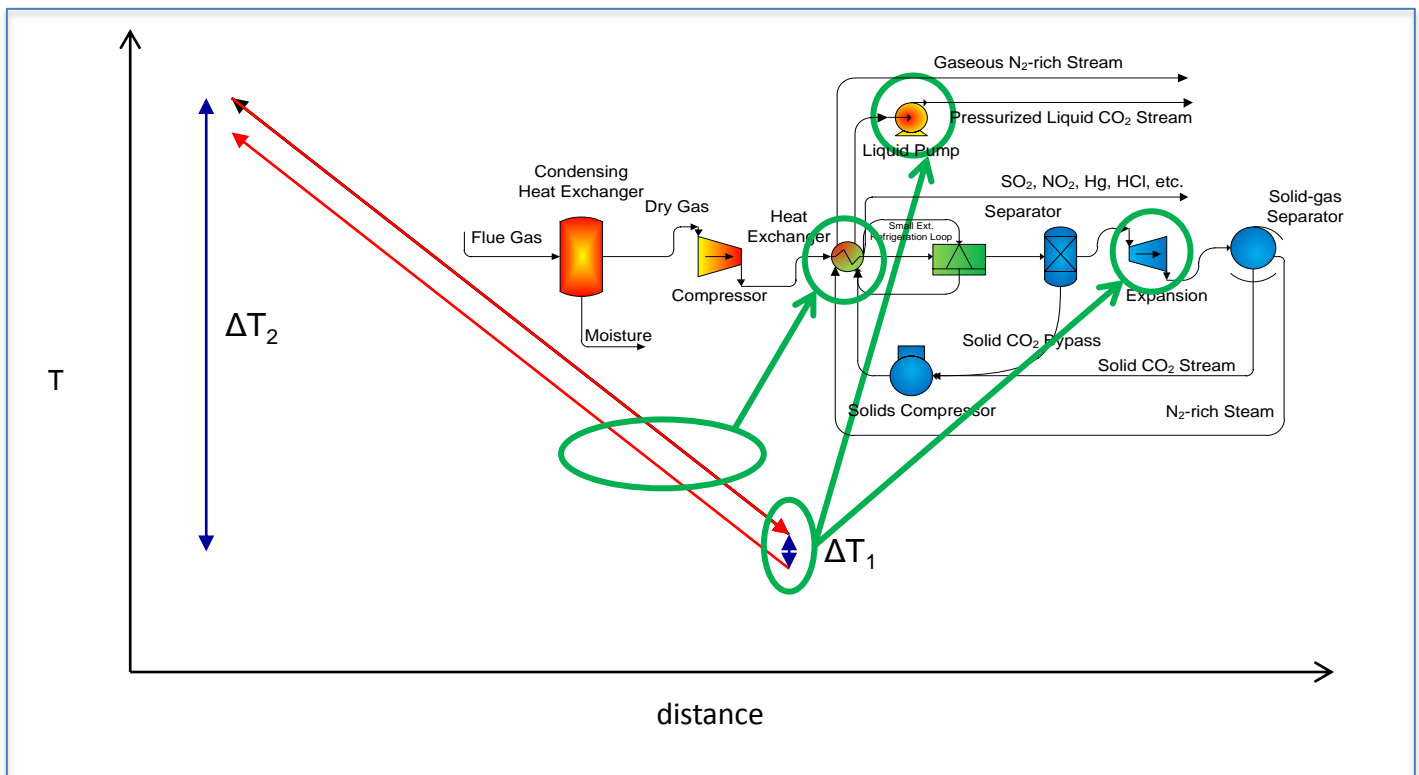 Gaseous N₂-rich Stream
Pressurized Liquid CO₂ Stream
Liquid Pump
Condensing
Heat Exchanger
SO₂, NO₂, Hg, HCl, etc.
Solid-gas
Separator
Dry Gas
Heat
Exchanger
Separator
Small Ext.
Refrigeration Loop
Flue Gas
Compressor
Expansion
Moisture
Solid CO₂ Bypass
Solid CO₂ Stream
Solids Compressor
N₂-rich Steam
ΔT₂
T
ΔT₁
distance